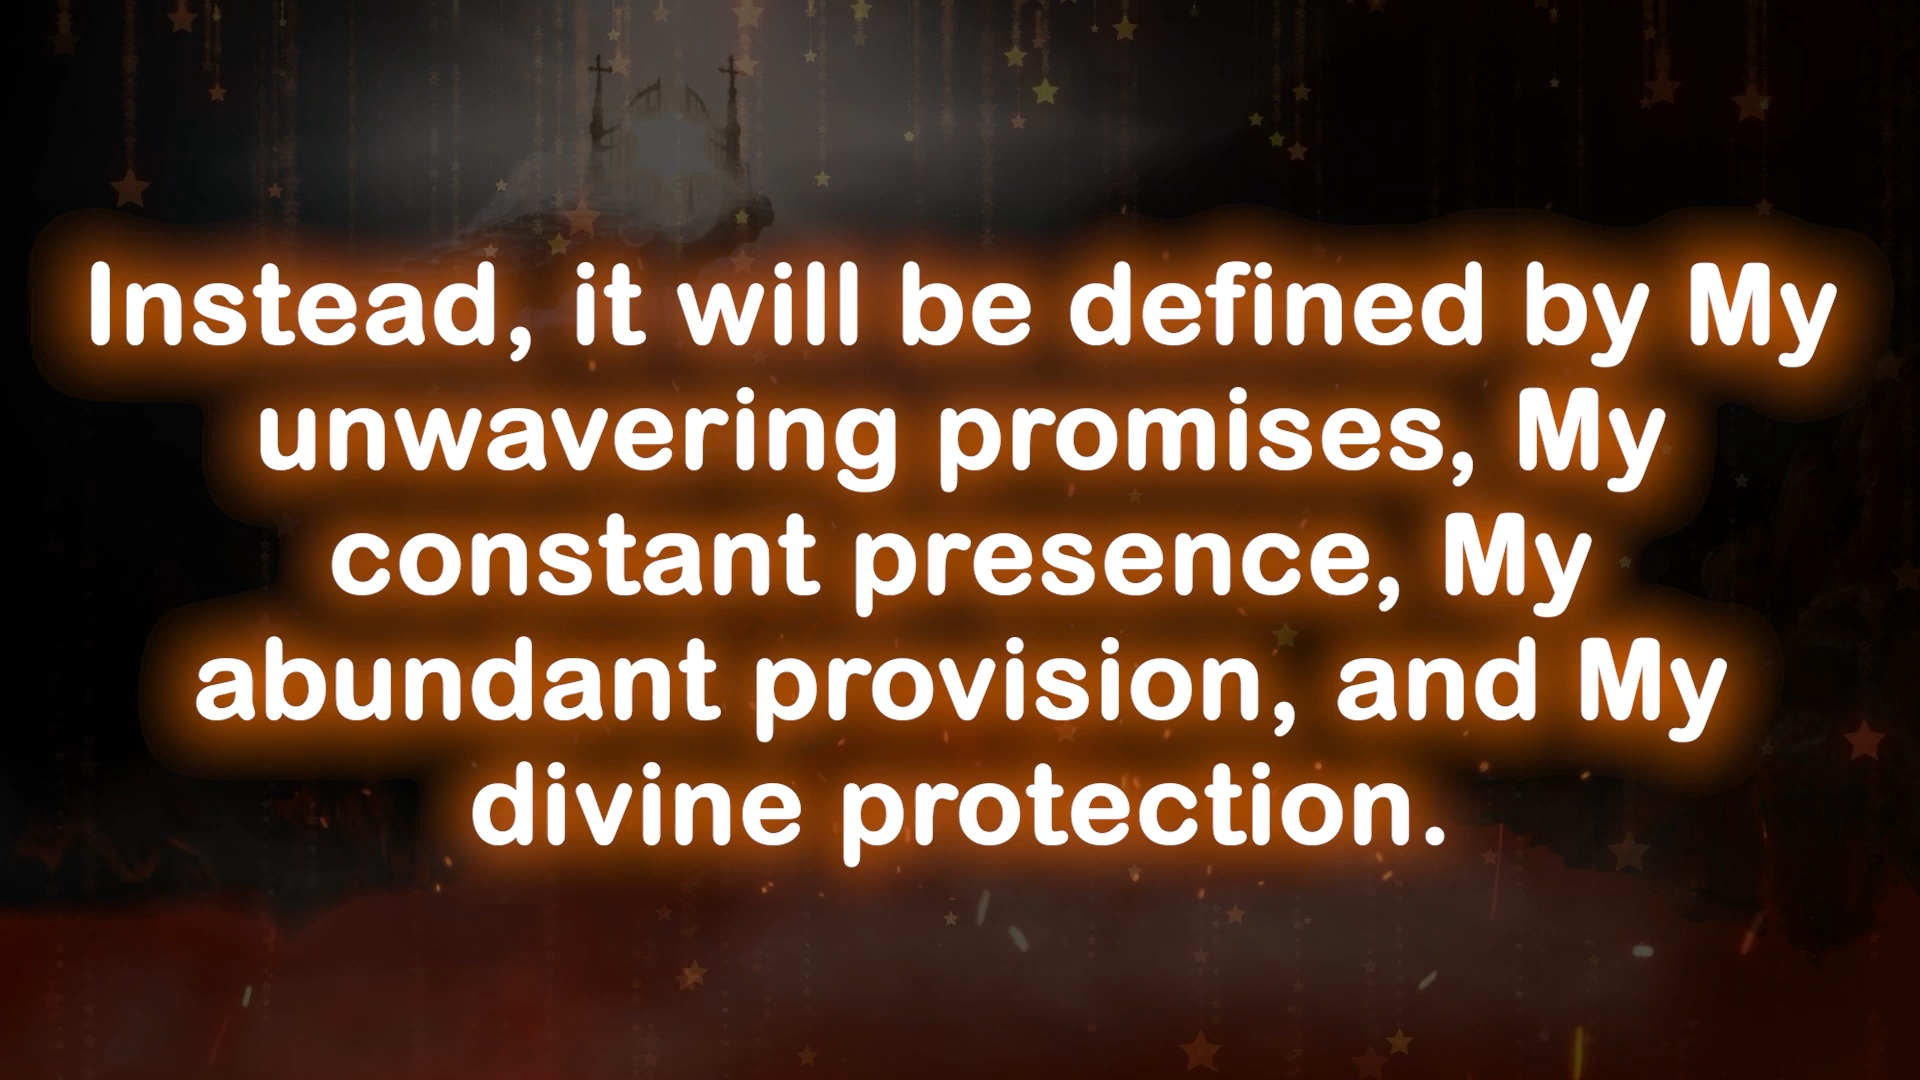 Instead, it will be defined by My
unwavering promises, My
constant presence, My
abundant provision, and My
divine protection.